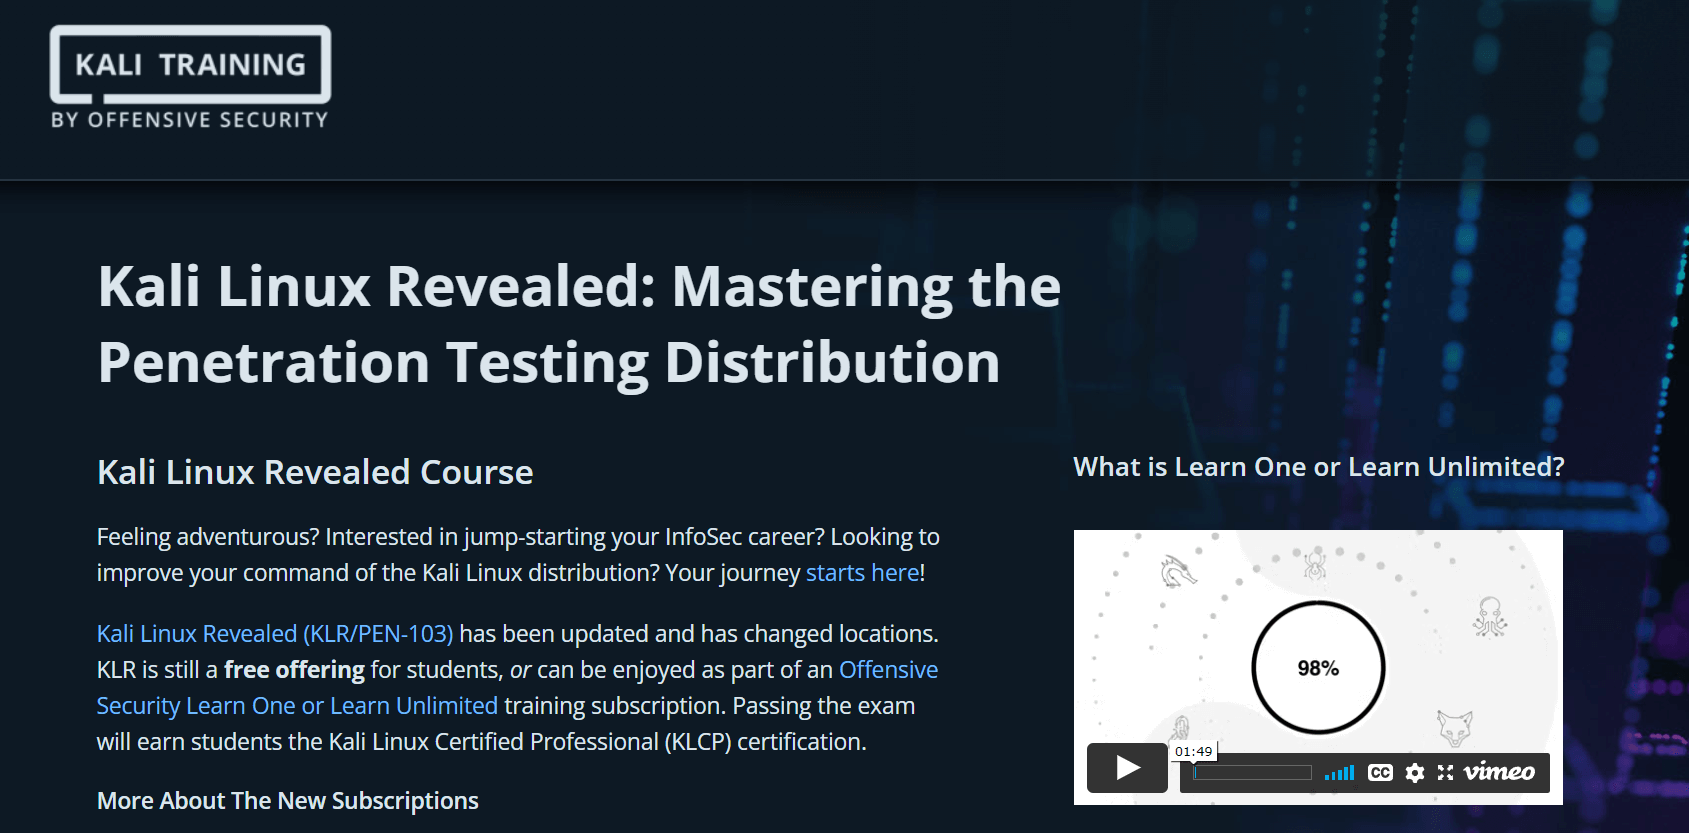 KALI TRAINING
BY OFFENSIVE SECURITY
Kali Linux Revealed: Mastering the
Penetration Testing Distribution
Kali Linux Revealed Course
Feeling adventurous? Interested in jump-starting your InfoSec career? Looking to
improve your command of the Kali Linux distribution? Your journey starts here!
Kali Linux Revealed (KLR/PEN-103) has been updated and has changed locations.
KLR is still a free offering for students, or can be enjoyed as part of an Offensive
Security Learn One or Learn Unlimited training subscription. Passing the exam
will earn students the Kali Linux Certified Professional (KLCP) certification.
More About The New Subscriptions
What is Learn One or Learn Unlimited?
98%
01:49
CC
vimeo